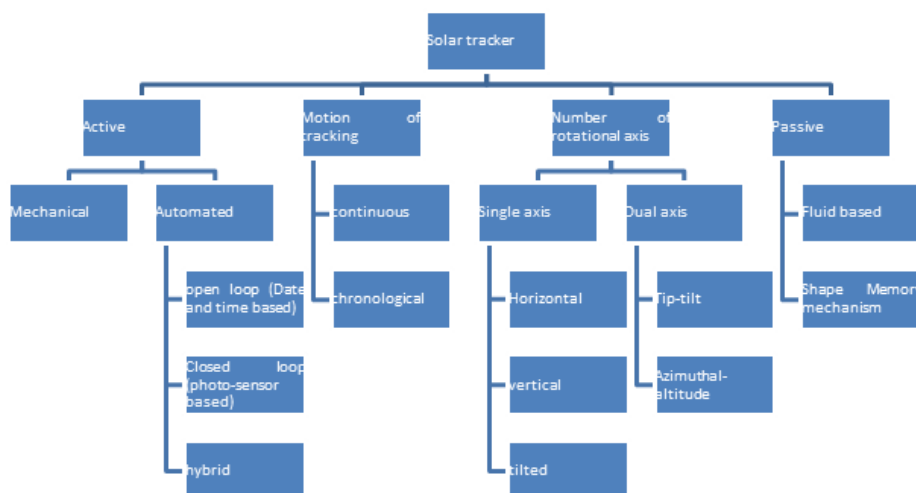 Solar tracker
Active
Motion of
tracking
Number of
rotational axis
Passive
Mechanical
Automated
continuous
Single axis
Dual axis
Fluid based
open loop (Date
and time based)
chronological
Horizontal
Tip-tilt
Shape Memory
mechanism
Closed loop
(photo-sensor
based)
vertical
Azimuthal-
altitude
hybrid
tilted